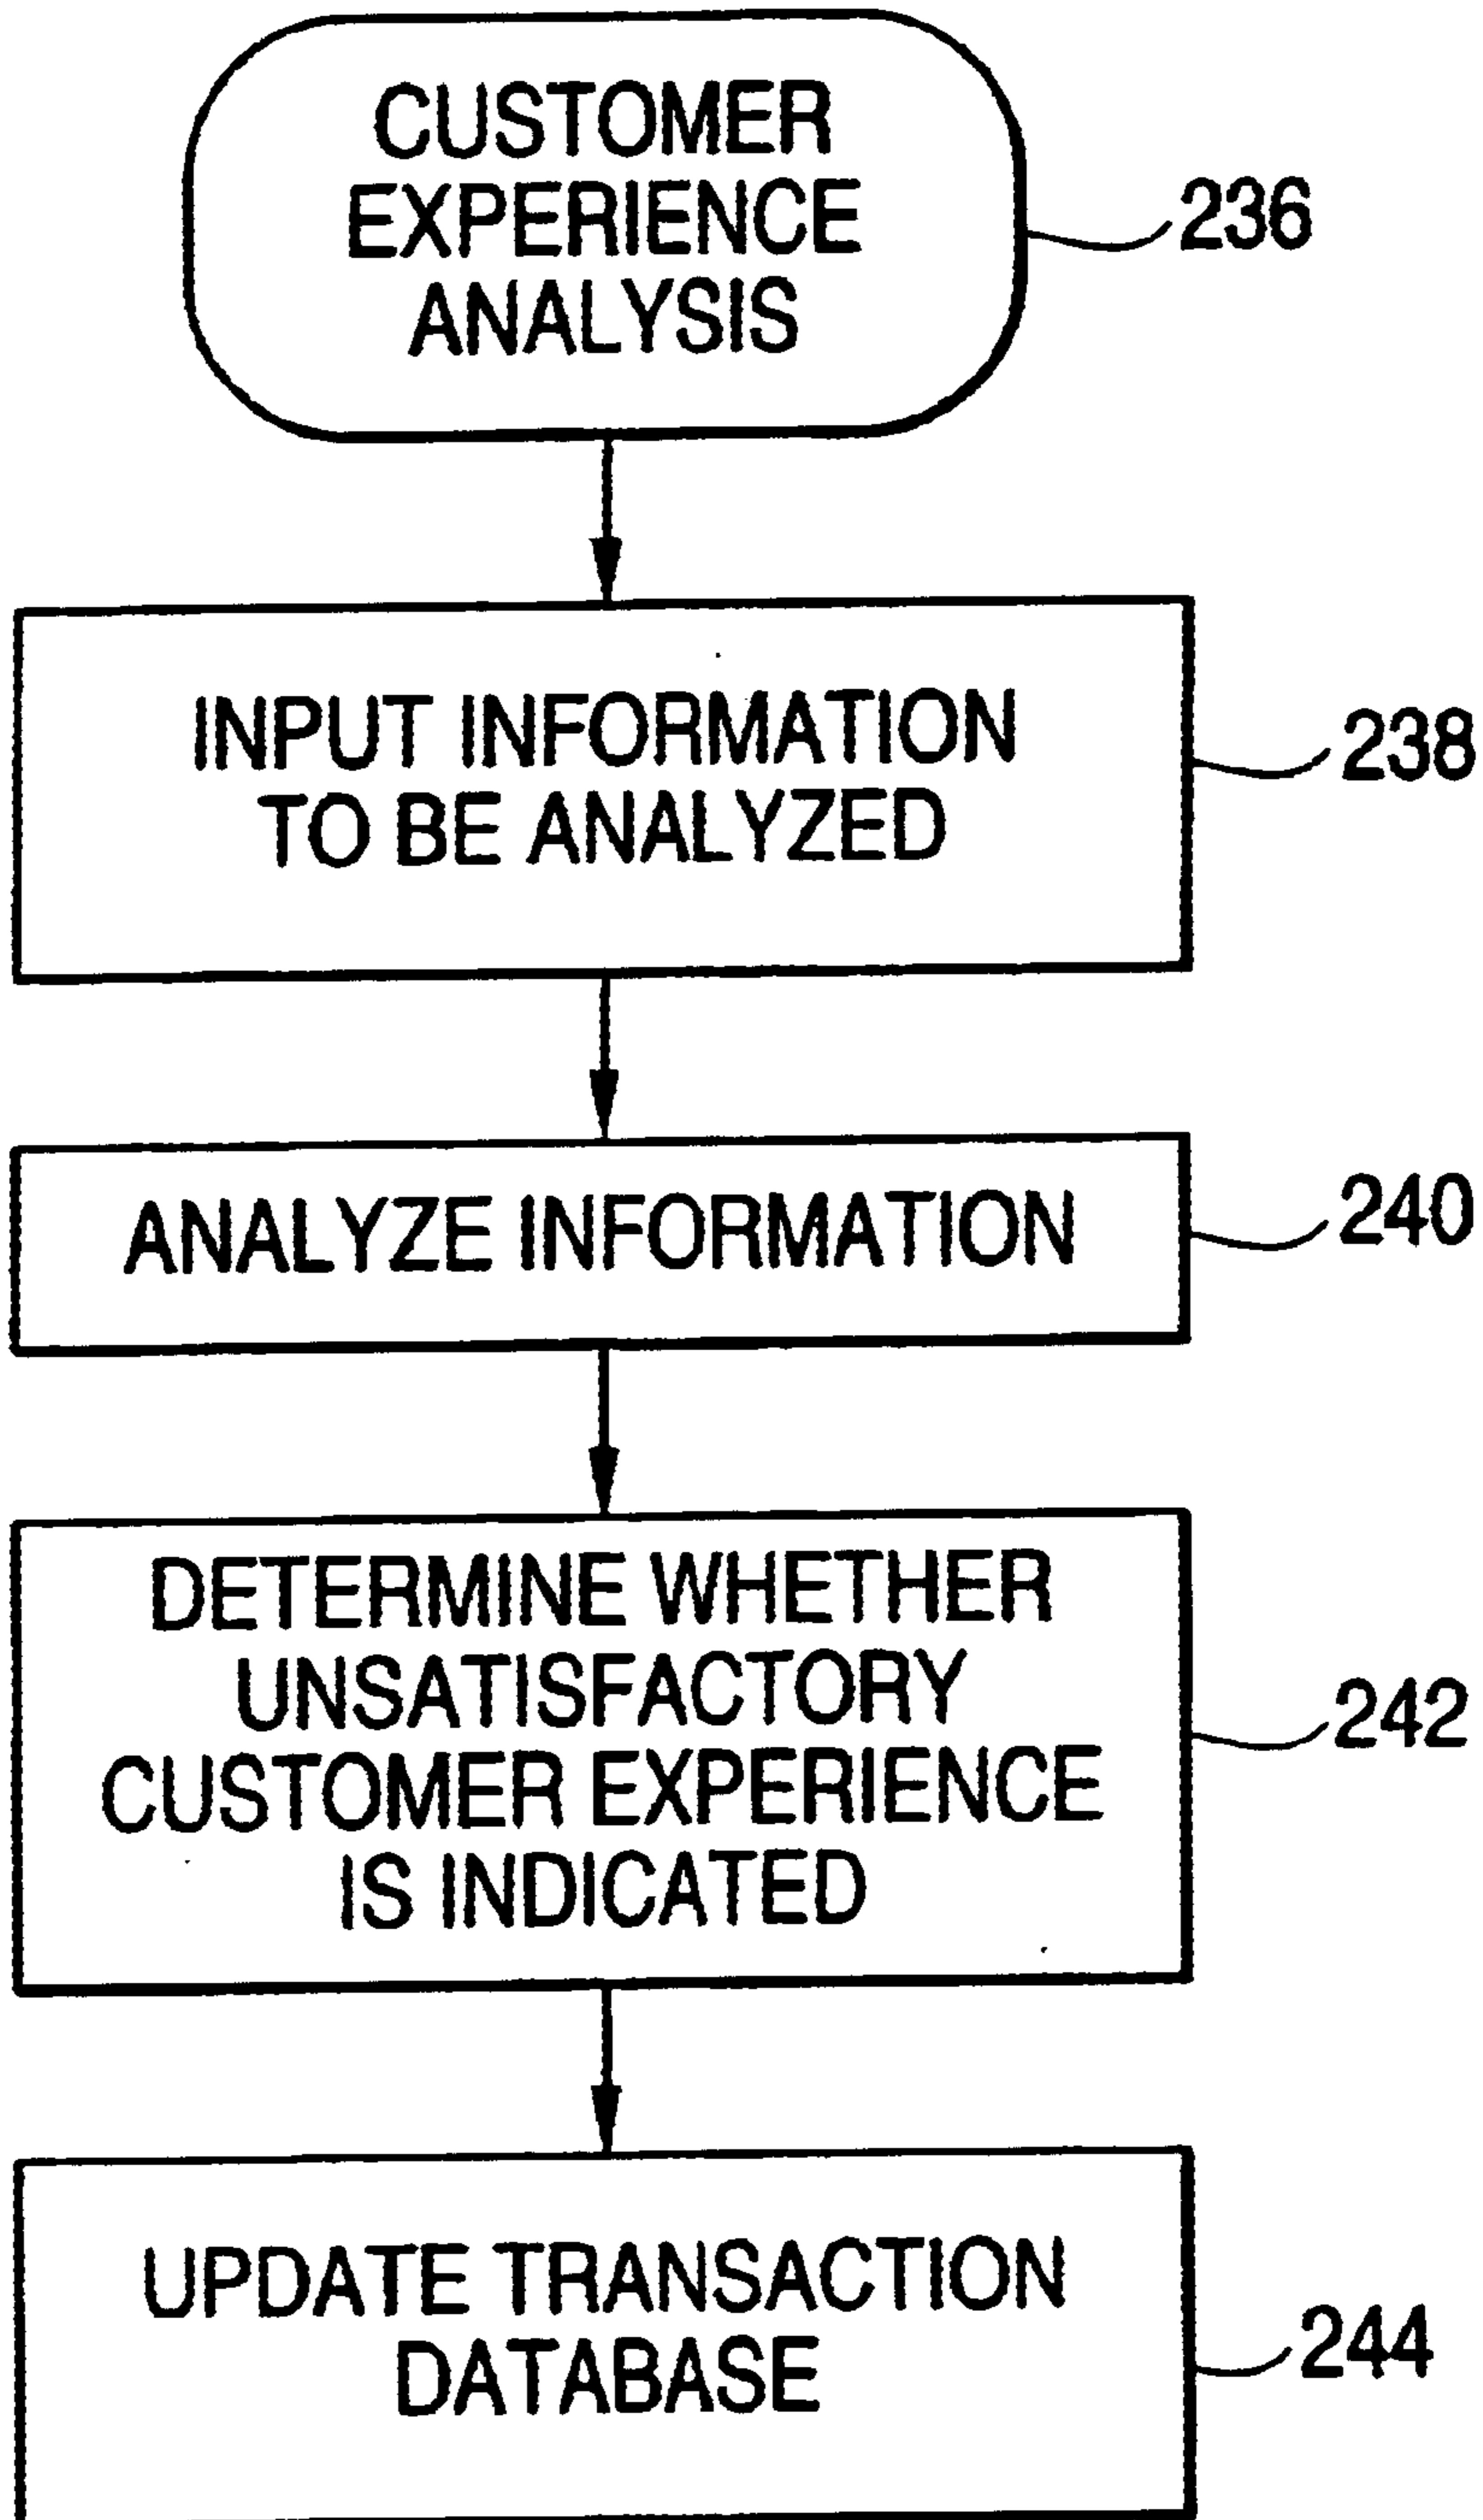 CUSTOMER
EXPERIENCE
ANALYSIS
236
INPUT INFORMATION
TO BE ANALYZED
238
ANALYZE INFORMATION
240
DETERMINE WHETHER
UNSATISFACTORY
CUSTOMER EXPERIENCE
IS INDICATED
242
UPDATE TRANSACTION
DATABASE
244